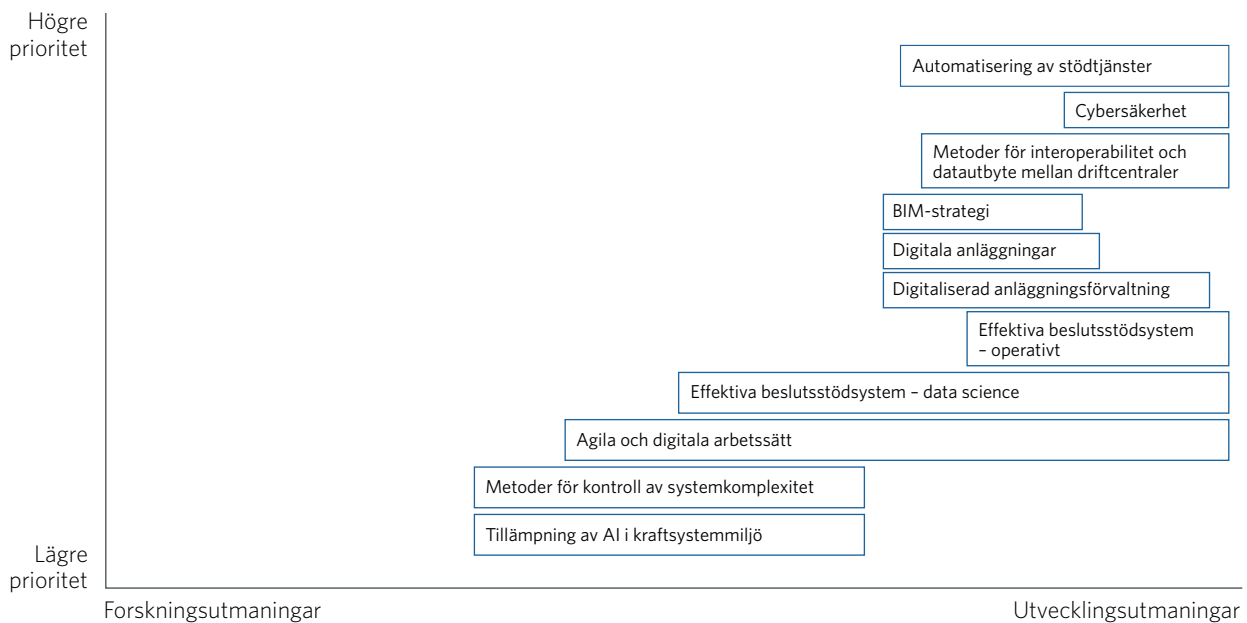 Högre
prioritet
Automatisering av stödtjänster
Cybersäkerhet
Metoder för interoperabilitet och
datautbyte mellan driftcentraler
BIM-strategi
Digitala anläggningar
Digitaliserad anläggningsförvaltning
Effektiva beslutsstödsystem
– operativt
Effektiva beslutsstödsystem – data science
Agila och digitala arbetssätt
Metoder för kontroll av systemkomplexitet
Tillämpning av AI i kraftsystemmiljö
Lägre
prioritet
Forskningsutmaningar
Utvecklingsutmaningar